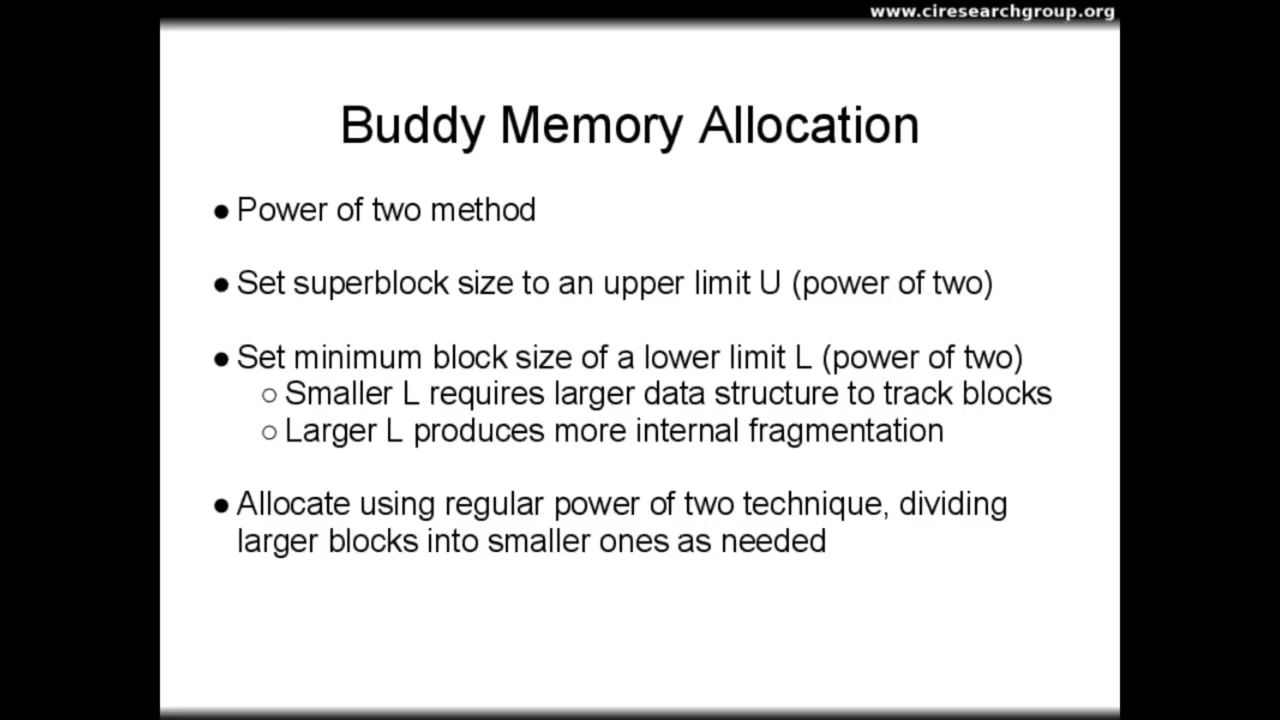 www.ciresearchgroup.org
Buddy Memory Allocation
● Power of two method
● Set superblock size to an upper limit U (power of two)
● Set minimum block size of a lower limit L (power of two)
○ Smaller L requires larger data structure to track blocks
○ Larger L produces more internal fragmentation
● Allocate using regular power of two technique, dividing
larger blocks into smaller ones as needed